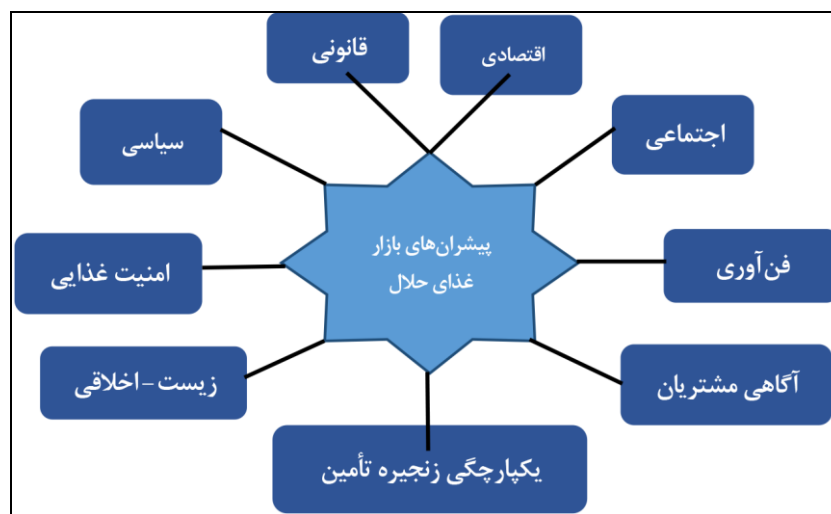 قانونی
اقتصادی
اجتماعی
سیاسی
پیشران‌های بازار
غذای حلال
فن‌آوری
امنیت غذایی
آگاهی مشتریان
زیست-اخلاقی
یکپارچگی زنجیره تأمین